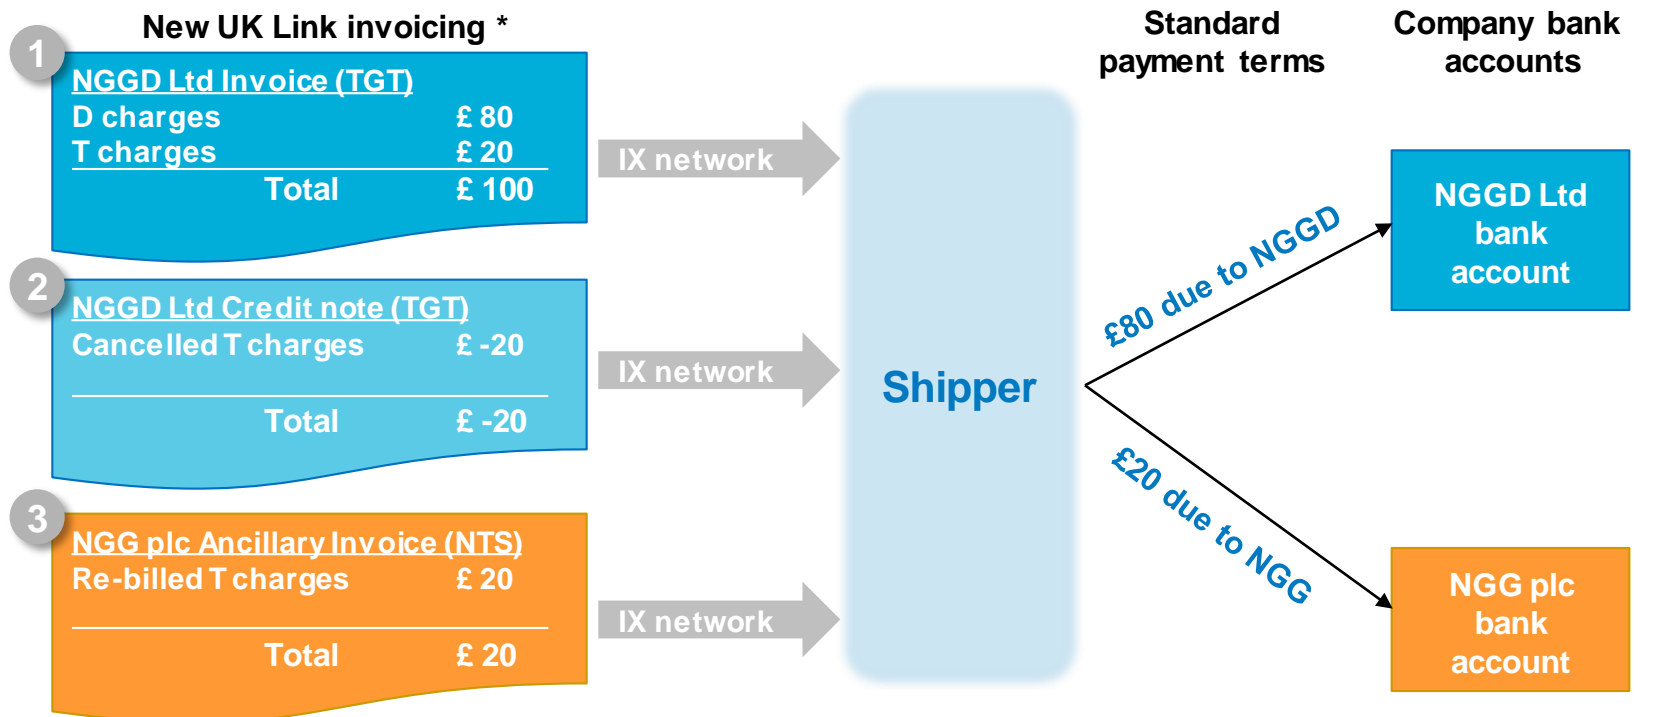 New UK Link invoicing *
Standard
payment terms
Company bank
accounts
1
NGGD Ltd Invoice (TGT)
D charges £ 80
T charges £ 20
Total £ 100
IX network
2
NGGD Ltd Credit note (TGT)
Cancelled T charges £ -20
Total £ -20
IX network
3
NGG plc Ancillary Invoice (NTS)
Re-billed T charges £ 20
Total £ 20
IX network
Shipper
£80 due to NGGD
£20 due to NGG
NGGD Ltd
bank
account
NGG plc
bank
account